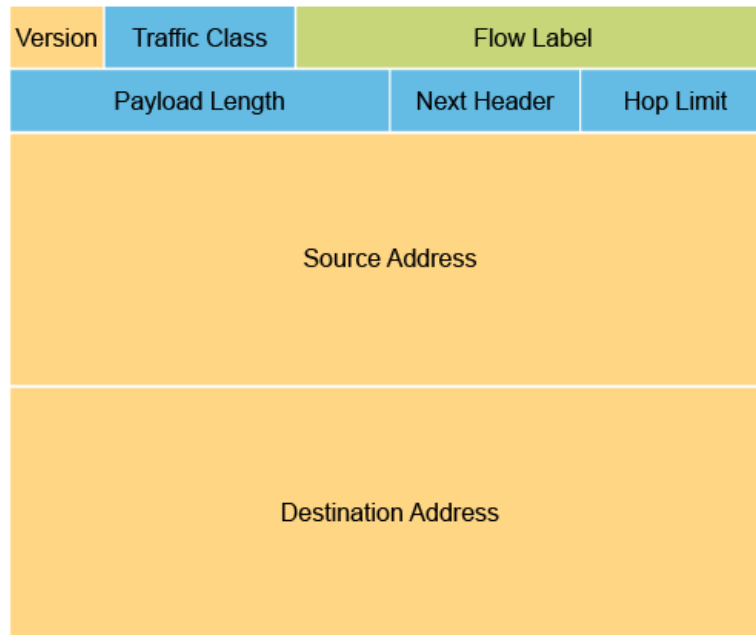 Version Traffic Class Flow Label
Payload Length Next Header Hop Limit
Source Address
Destination Address